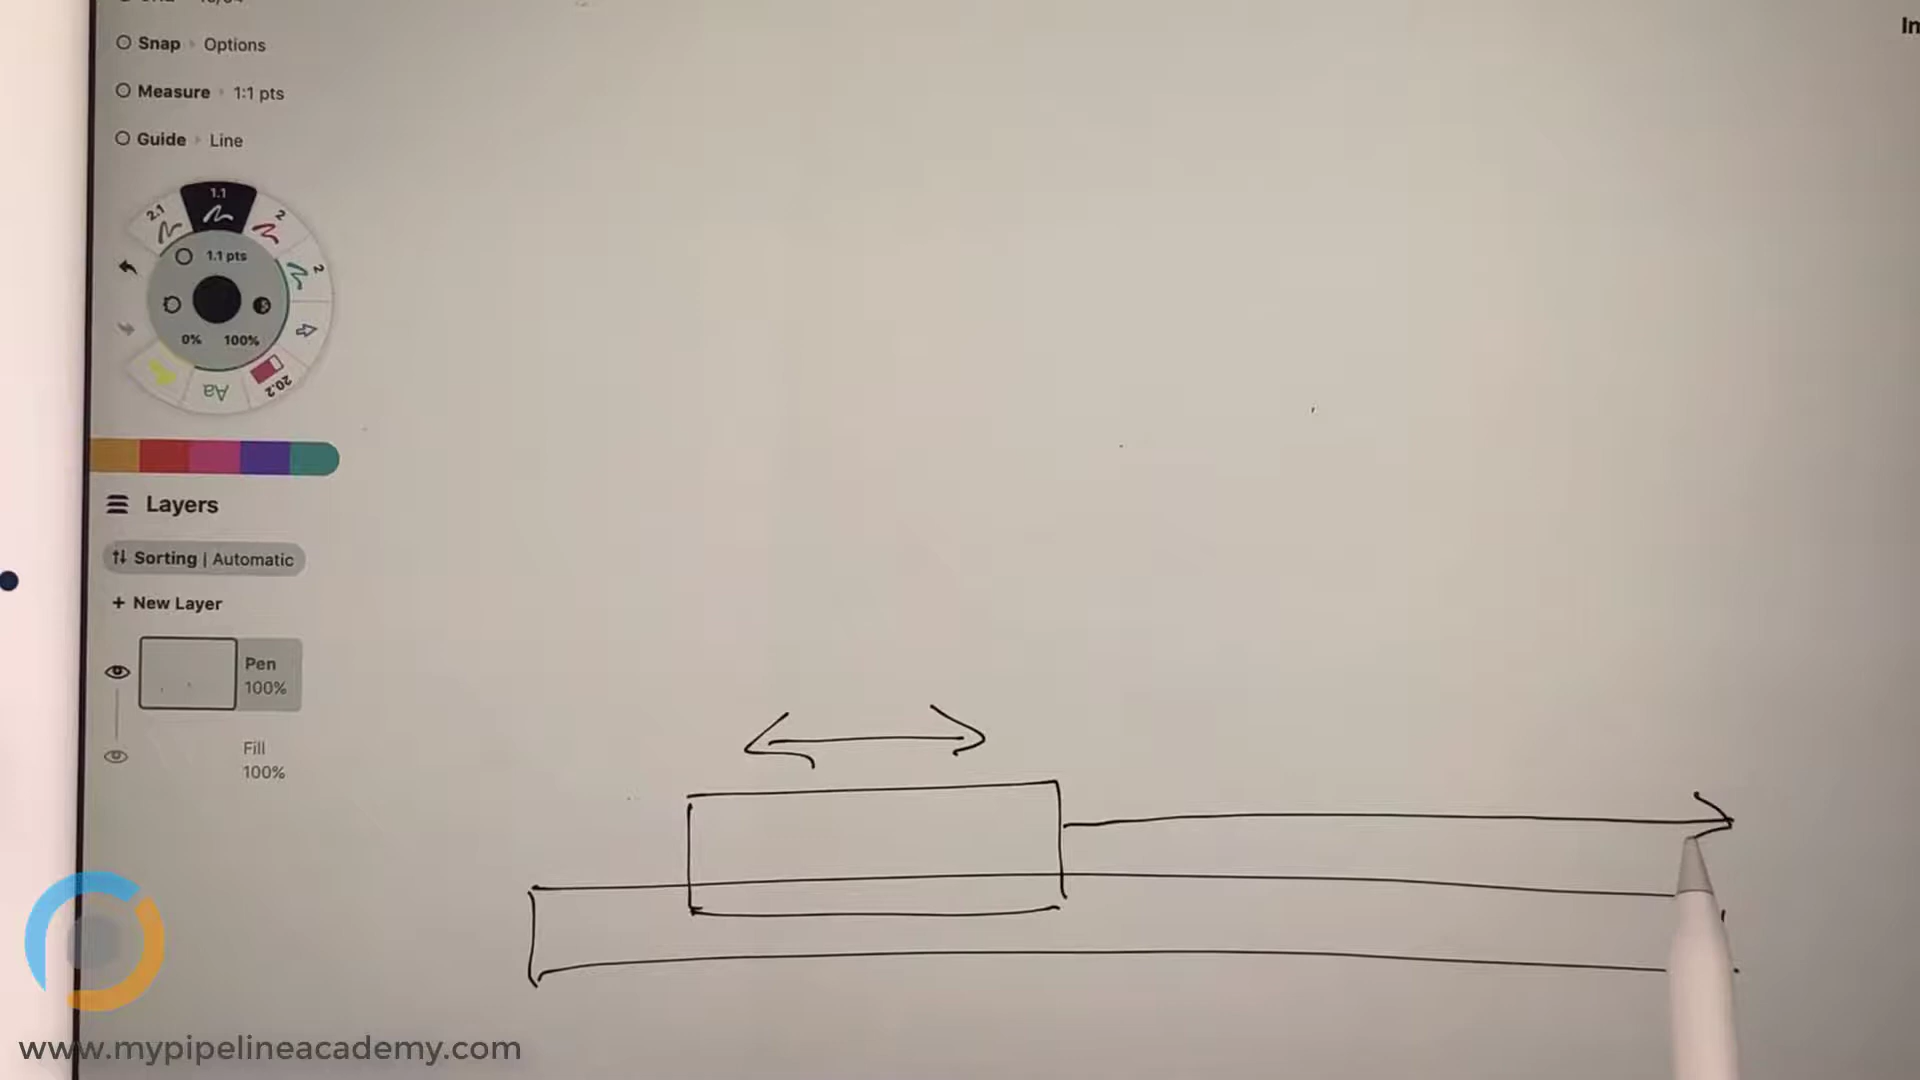 Snap › Options
Measure › 1:1 pts
Guide › Line
1.1
2.1
2
2
1.1 pts
0% 100%
20.2
Aa
Layers
Sorting | Automatic
+ New Layer
Pen
100%
Fill
100%
www.mypipelineacademy.com